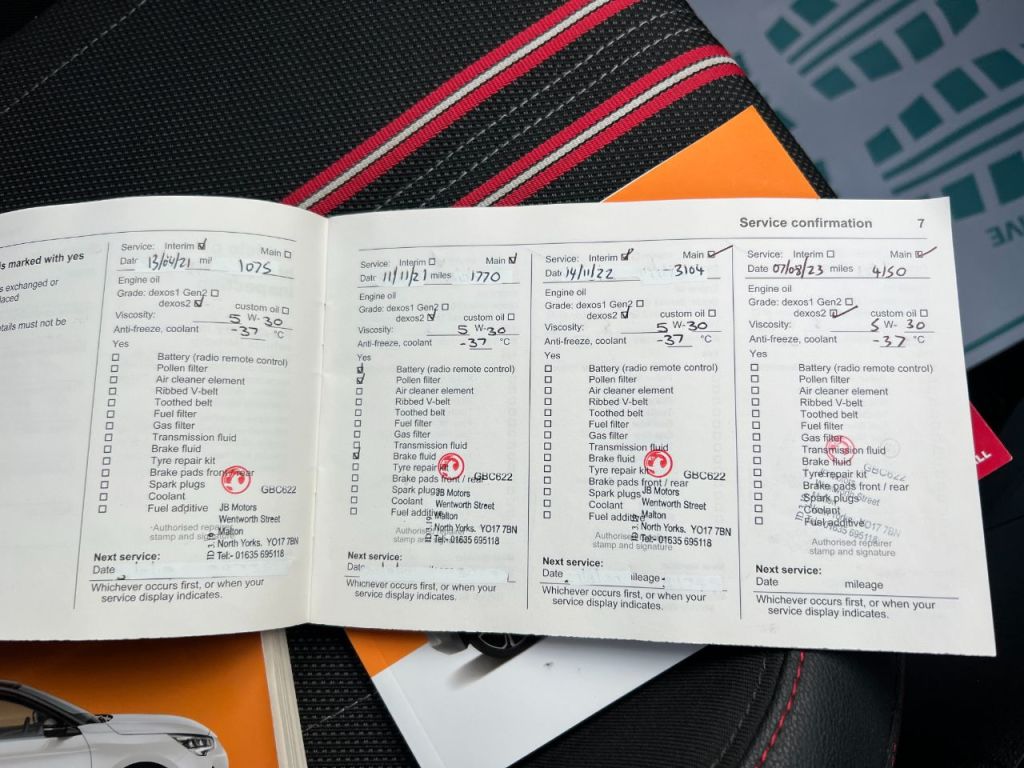 Service confirmation 7
is marked with yes
s exchanged or
laced
etails must not be
Service: Interim Main
13/04/21 1075
Engine oil
Grade: dexos1 Gen2
dexos2 custom oil
Viscosity: 5 W-30
Anti-freeze, coolant -37 °C
Yes
Battery (radio remote control)
Pollen filter
Air cleaner element
Ribbed V-belt
Toothed belt
Fuel filter
Gas filter
Transmission fluid
Brake fluid
Tyre repair kit
Brake pads front/rear
Spark plugs
GBC622
Coolant
Fuel additive
JB Motors
Wentworth Street
Malton
North Yorks. YO17 7BN
Tel:- 01635 695118
Authorised repairer
stamp and signature
Next service:
Date
Whichever occurs first, or when your
service display indicates.
Service: Interim Main
11/11/21 miles 1770
Engine oil
Grade: dexos1 Gen2
dexos2 custom oil
Viscosity: 5 W-30
Anti-freeze, coolant -37 °C
Yes
Battery (radio remote control)
Pollen filter
Air cleaner element
Ribbed V-belt
Toothed belt
Fuel filter
Gas filter
Transmission fluid
Brake fluid
Tyre repair kit
GBC622
Brake pads front / rear
Spark plugs
Coolant
Fuel additive
JB Motors
Wentworth Street
Malton
North Yorks. YO17 7BN
Tel:- 01635 695118
stamp and signature
Next service:
Date
Whichever occurs first, or when your
service display indicates.
Service: Interim Main
14/11/22 3104
Engine oil
Grade: dexos1 Gen2
dexos2 custom oil
Viscosity: 5 W-30
Anti-freeze, coolant -37 °C
Yes
Battery (radio remote control)
Pollen filter
Air cleaner element
Ribbed V-belt
Toothed belt
Fuel filter
Gas filter
Transmission fluid
Brake fluid
Tyre repair kit
GBC622
Brake pads front / rear
Spark plugs
Coolant
Fuel additive
JB Motors
Wentworth Street
Malton
North Yorks. YO17 7BN
Tel:- 01635 695118
stamp and signature
Next service:
Date mileage
Whichever occurs first, or when your
service display indicates.
Service: Interim Main
Date 07/08/23 miles 4150
Engine oil
Grade: dexos1 Gen2
dexos2 custom oil
Viscosity: 5 W-30
Anti-freeze, coolant -37 °C
Yes
Battery (radio remote control)
Pollen filter
Air cleaner element
Ribbed V-belt
Toothed belt
Fuel filter
Gas filter
Transmission fluid
Brake fluid
Tyre repair kit
GBC622
Brake pads front / rear
Spark plugs
Street
Coolant
Fuel additive
YO17 7BN
01635 695118
Authorised repairer
stamp and signature
Next service:
Date mileage
Whichever occurs first, or when your
service display indicates.